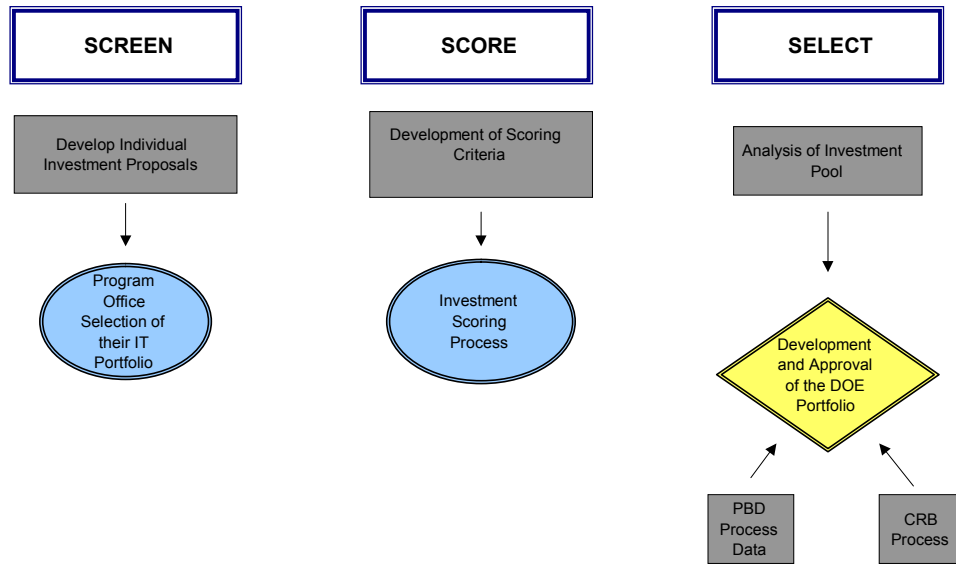 SCREEN
SCORE
SELECT
Develop Individual
Investment Proposals
Development of Scoring
Criteria
Analysis of Investment
Pool
Program
Office
Selection of
their IT
Portfolio
Investment
Scoring
Process
Development
and Approval
of the DOE
Portfolio
PBD
Process
Data
CRB
Process